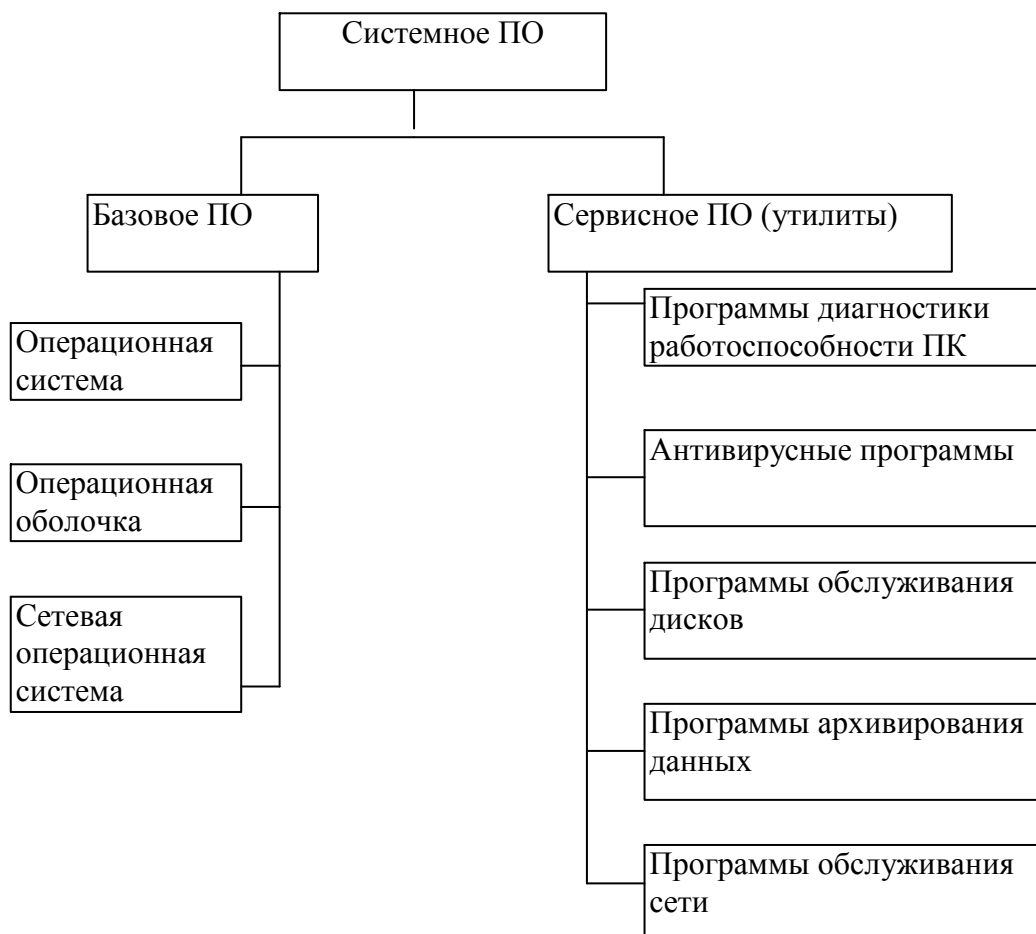 Системное ПО
Базовое ПО
Сервисное ПО (утилиты)
Операционная
система
Операционная
оболочка
Сетевая
операционная
система
Программы диагностики
работоспособности ПК
Антивирусные программы
Программы обслуживания
дисков
Программы архивирования
данных
Программы обслуживания
сети